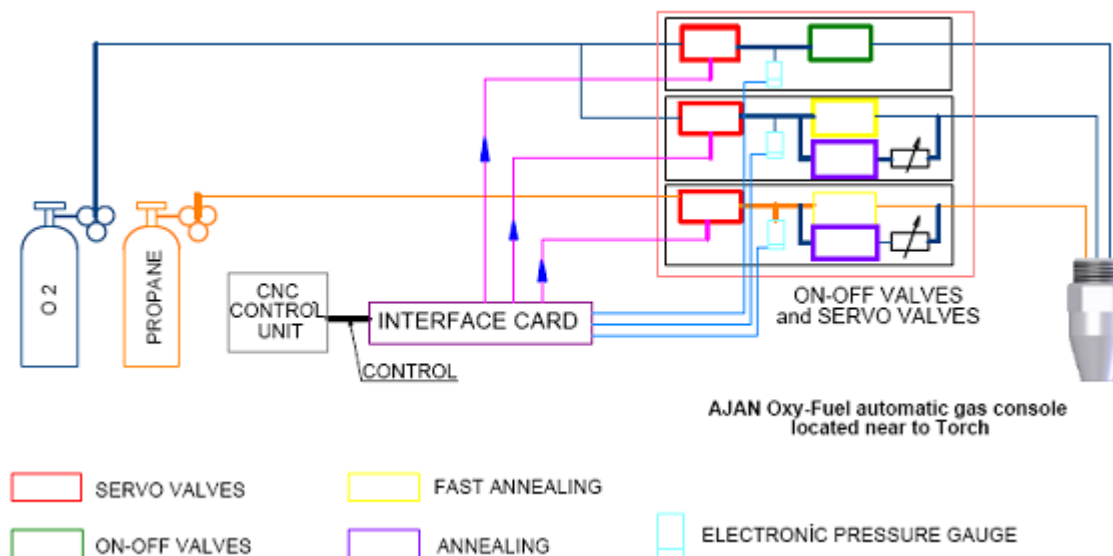 O2
PROPANE
CNC
CONTROL
UNIT
INTERFACE CARD
CONTROL
ON-OFF VALVES
and SERVO VALVES
AJAN Oxy-Fuel automatic gas console
located near to Torch
SERVO VALVES
FAST ANNEALING
ON-OFF VALVES
ANNEALING
ELECTRONİC PRESSURE GAUGE